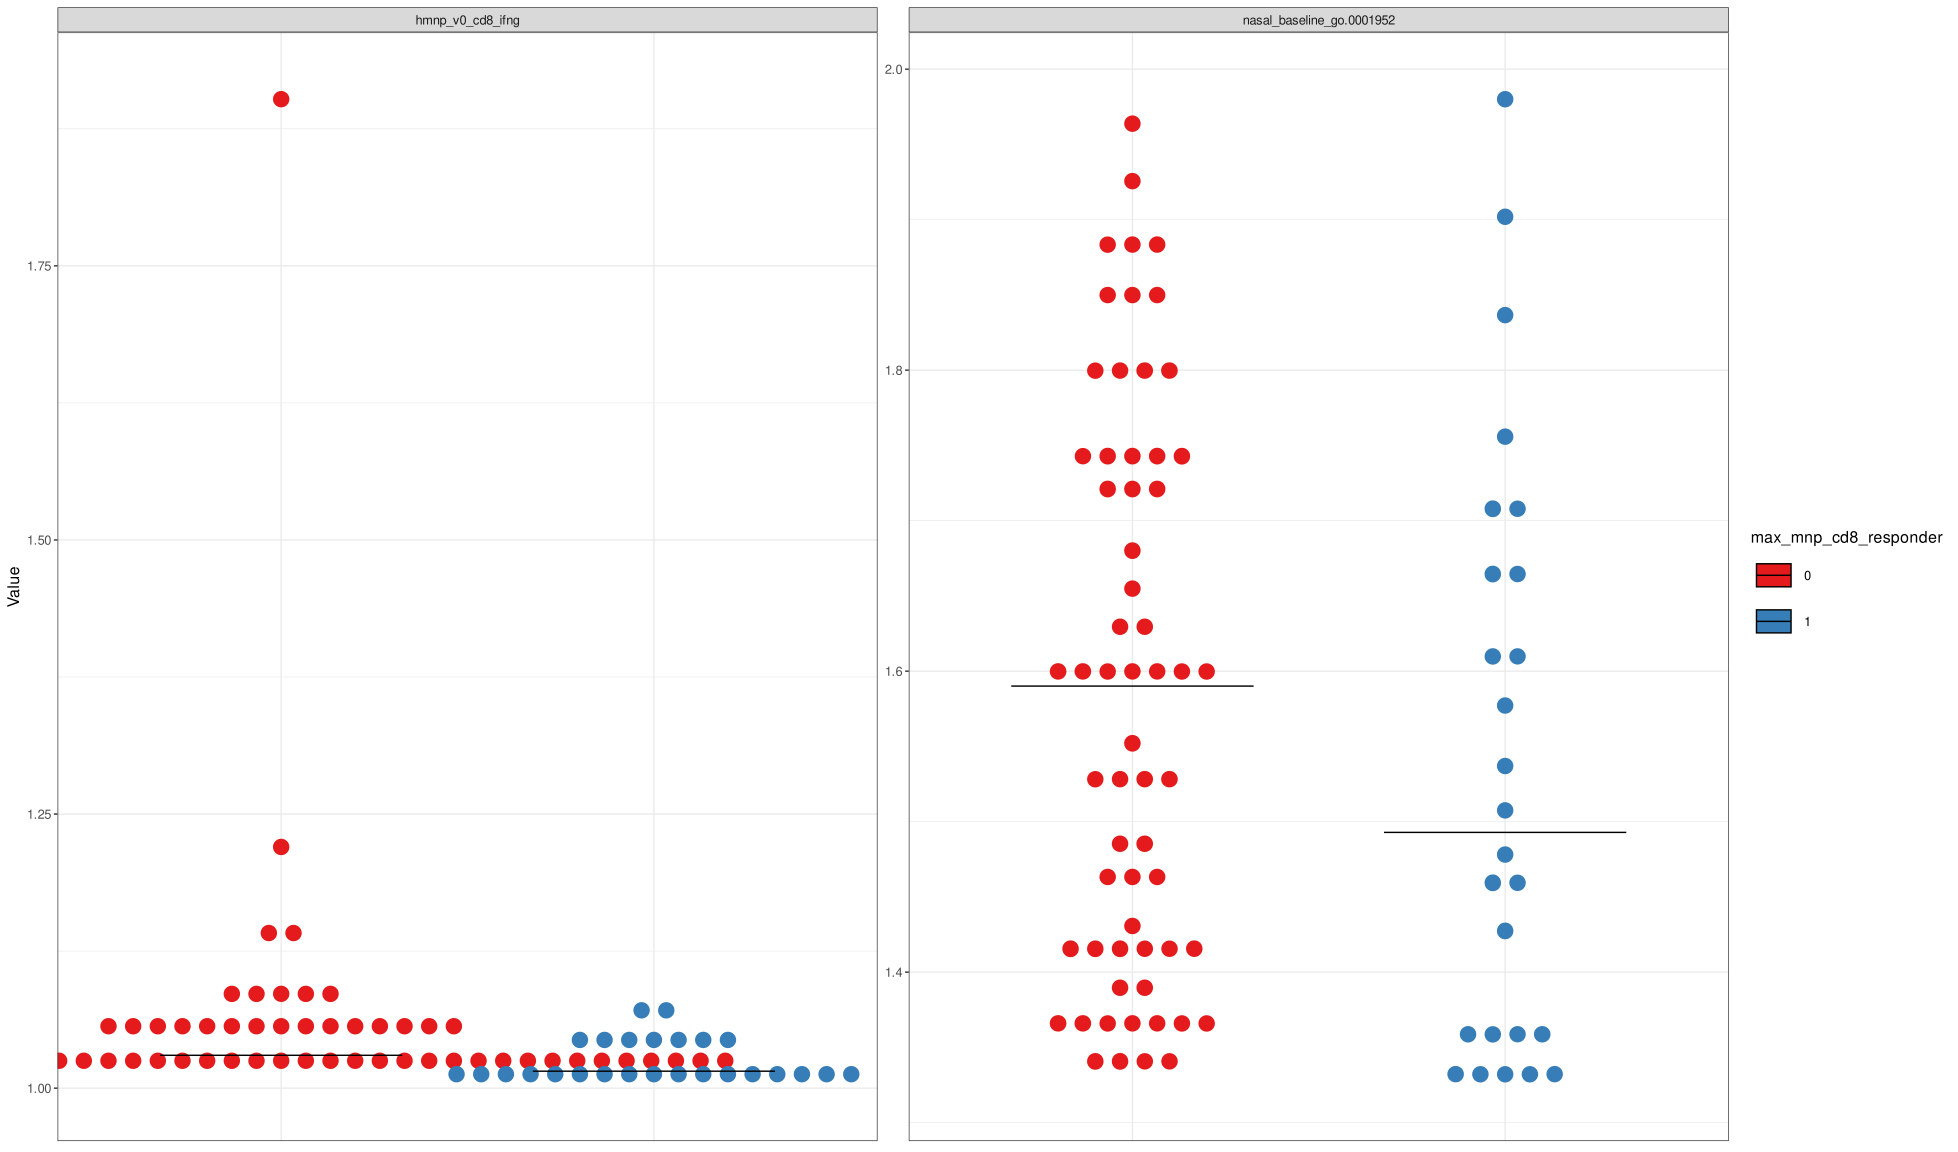 hmnp_v0_cd8_ifng
nasal_baseline_go.0001952
Value
1.75
1.50
1.25
1.00
2.0
1.8
1.6
1.4
max_mnp_cd8_responder
0
1